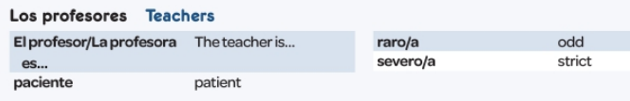 Los profesores Teachers
El profesor/La profesora The teacher is...
es...
paciente patient
raro/a odd
severo/a strict